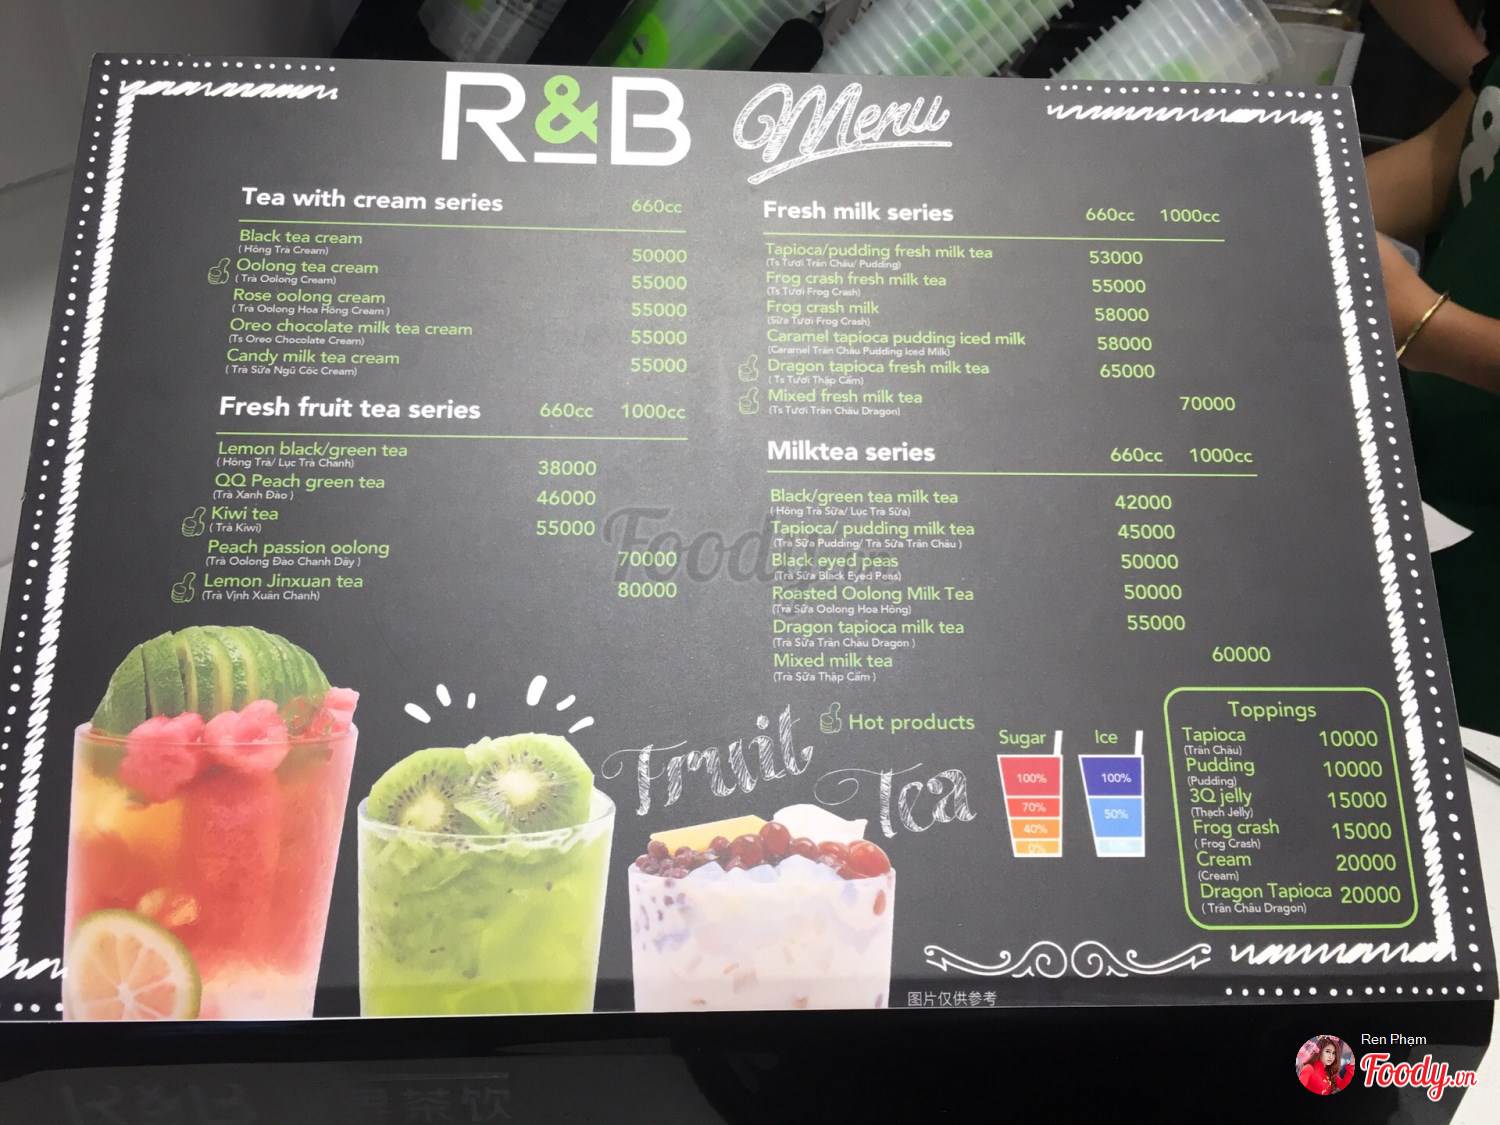 R&B Menu
Tea with cream series 660cc
Black tea cream 50000
( Hồng Trà Cream)
Oolong tea cream 55000
( Trà Oolong Cream)
Rose oolong cream 55000
( Trà Oolong Hoa Hồng Cream )
Oreo chocolate milk tea cream 55000
(Ts Oreo Chocolate Cream)
Candy milk tea cream 55000
( Trà Sữa Ngũ Cốc Cream)
Fresh fruit tea series 660cc 1000cc
Lemon black/green tea 38000
( Hồng Trà/ Lục Trà Chanh)
QQ Peach green tea 46000
(Trà Xanh Đào )
Kiwi tea 55000
( Trà Kiwi)
Peach passion oolong 70000
(Trà Oolong Đào Chanh Dây )
Lemon Jinxuan tea 80000
(Trà Vịnh Xuân Chanh)
Fresh milk series 660cc 1000cc
Tapioca/pudding fresh milk tea 53000
(Ts Tươi Trân Châu/ Pudding)
Frog crash fresh milk tea 55000
(Ts Tươi Frog Crash)
Frog crash milk 58000
(Sữa Tươi Frog Crash)
Caramel tapioca pudding iced milk 58000
(Caramel Trân Châu Pudding Iced Milk)
Dragon tapioca fresh milk tea 65000
( Ts Tươi Thập Cẩm)
Mixed fresh milk tea 70000
(Ts Tươi Trân Châu Dragon)
Milktea series 660cc 1000cc
Black/green tea milk tea 42000
( Hồng Trà Sữa/ Lục Trà Sữa)
Tapioca/ pudding milk tea 45000
(Trà Sữa Pudding/ Trà Sữa Trân Châu )
Black eyed peas 50000
(Trà Sữa Black Eyed Peas)
Roasted Oolong Milk Tea 50000
(Trà Sữa Oolong Hoa Hồng)
Dragon tapioca milk tea 55000
(Trà Sữa Trân Châu Dragon )
Mixed milk tea 60000
(Trà Sữa Thập Cẩm )
Hot products
Fruit Tea
Sugar
100%
70%
40%
0%
Ice
100%
50%
Toppings
Tapioca 10000
(Trân Châu)
Pudding 10000
(Pudding)
3Q jelly 15000
(Thạch Jelly)
Frog crash 15000
( Frog Crash)
Cream 20000
(Cream)
Dragon Tapioca 20000
( Trân Châu Dragon)
图片仅供参考
Foody.vn
Ren Phạm
Foody.vn